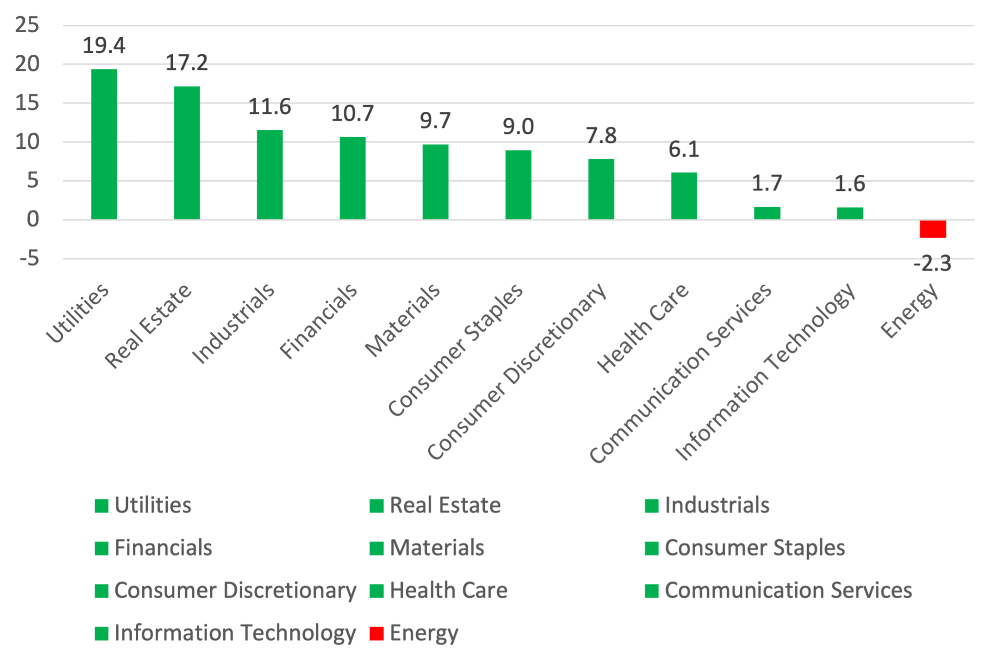 25
20
15
10
5
0
-5
19.4
17.2
11.6
10.7
9.7
9.0
7.8
6.1
1.7
1.6
-2.3
Utilities
Real Estate
Industrials
Financials
Materials
Consumer Staples
Consumer Discretionary
Health Care
Communication Services
Information Technology
Energy
Utilities Real Estate Industrials
Financials Materials Consumer Staples
Consumer Discretionary Health Care Communication Services
Information Technology Energy